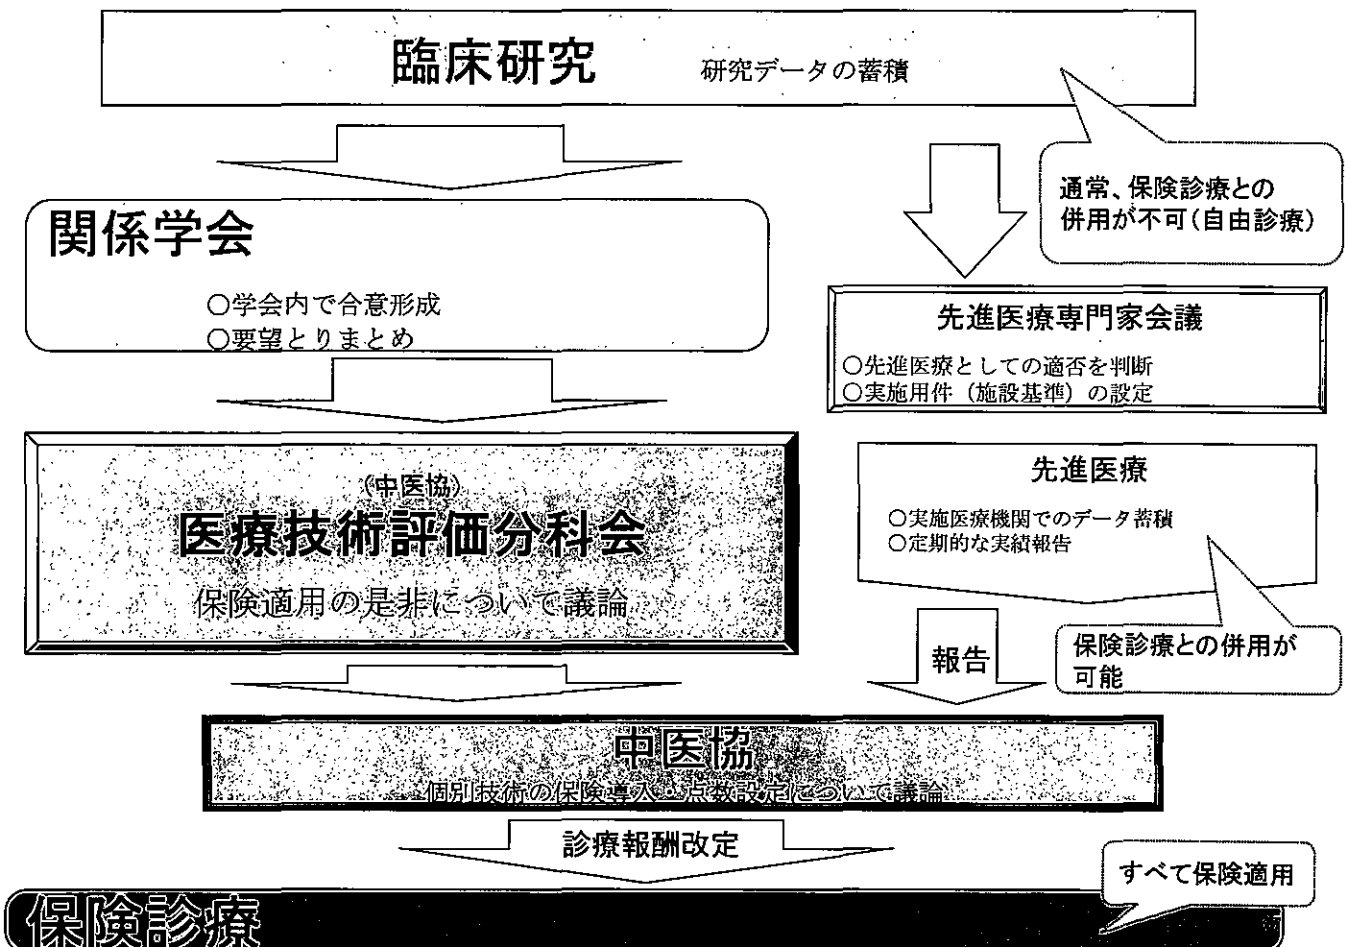 臨床研究 研究データの蓄積
通常、保険診療との
併用が不可(自由診療)
関係学会
○学会内で合意形成
○要望とりまとめ
(中医協)
医療技術評価分科会
保険適用の是非について議論
先進医療専門家会議
○先進医療としての適否を判断
○実施用件（施設基準）の設定
先進医療
○実施医療機関でのデータ蓄積
○定期的な実績報告
保険診療との併用が
可能
報告
中医協
個別技術の保険導入・点数設定について議論
診療報酬改定
すべて保険適用
保険診療